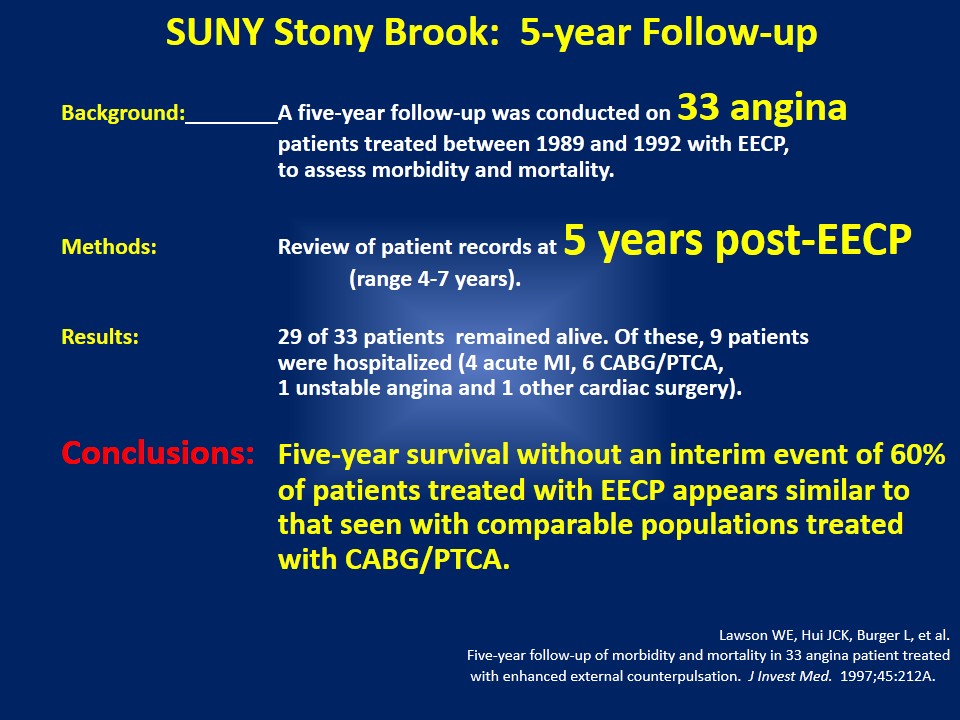 SUNY Stony Brook:  5-year Follow-up
Background:________A five-year follow-up was conducted on 33 angina
patients treated between 1989 and 1992 with EECP,
to assess morbidity and mortality.
Methods: Review of patient records at 5 years post-EECP
(range 4-7 years).
Results: 29 of 33 patients  remained alive. Of these, 9 patients
were hospitalized (4 acute MI, 6 CABG/PTCA,
1 unstable angina and 1 other cardiac surgery).
Conclusions: Five-year survival without an interim event of 60%
of patients treated with EECP appears similar to
that seen with comparable populations treated
with CABG/PTCA.
Lawson WE, Hui JCK, Burger L, et al.
Five-year follow-up of morbidity and mortality in 33 angina patient treated
with enhanced external counterpulsation.  J Invest Med.  1997;45:212A.